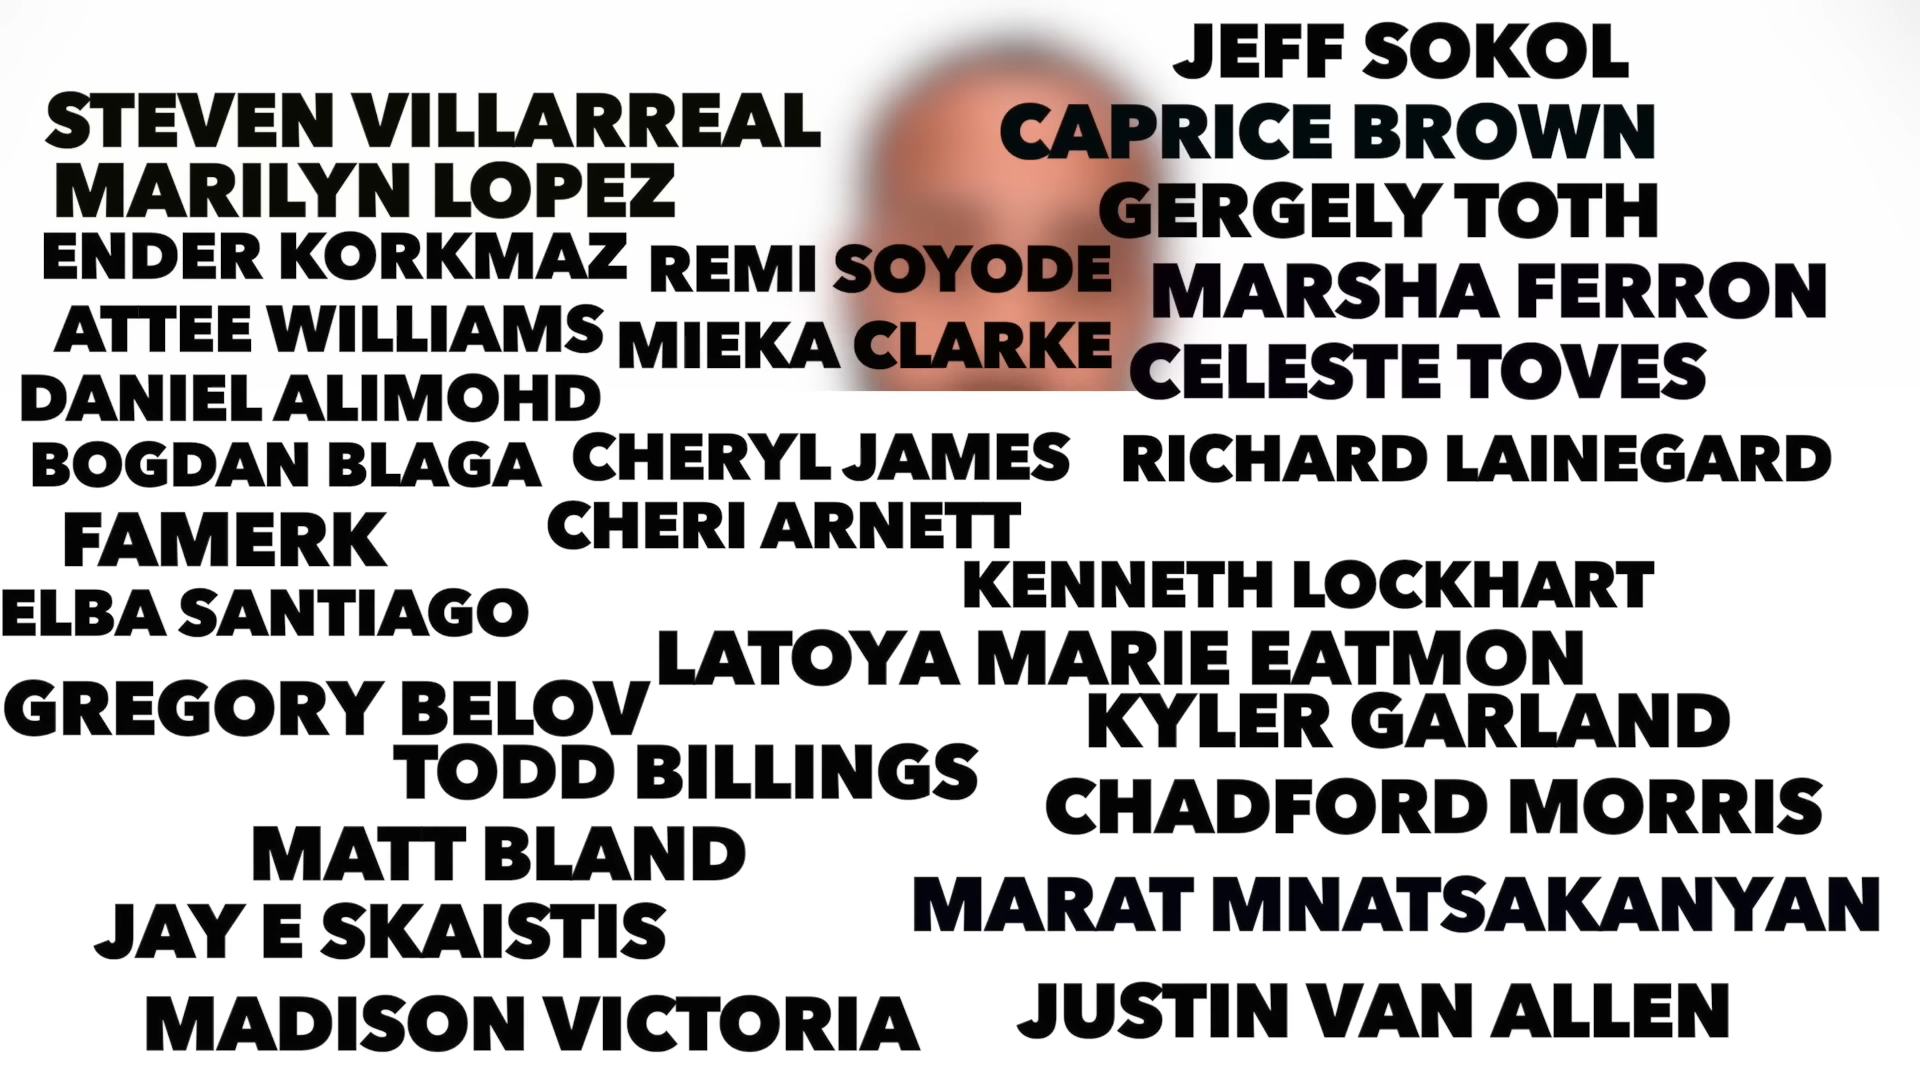 JEFF SOKOL
STEVEN VILLARREAL
CAPRICE BROWN
MARILYN LOPEZ
GERGELY TOTH
ENDER KORKMAZ
REMI SOYODE
MARSHA FERRON
ATTEE WILLIAMS
MIEKA CLARKE
CELESTE TOVES
DANIEL ALIMOHD
BOGDAN BLAGA
CHERYL JAMES
RICHARD LAINEGARD
FAMERK
CHERI ARNETT
KENNETH LOCKHART
ELBA SANTIAGO
LATOYA MARIE EATMON
GREGORY BELOV
KYLER GARLAND
TODD BILLINGS
CHADFORD MORRIS
MATT BLAND
MARAT MNATSAKANYAN
JAY E SKAISTIS
JUSTIN VAN ALLEN
MADISON VICTORIA